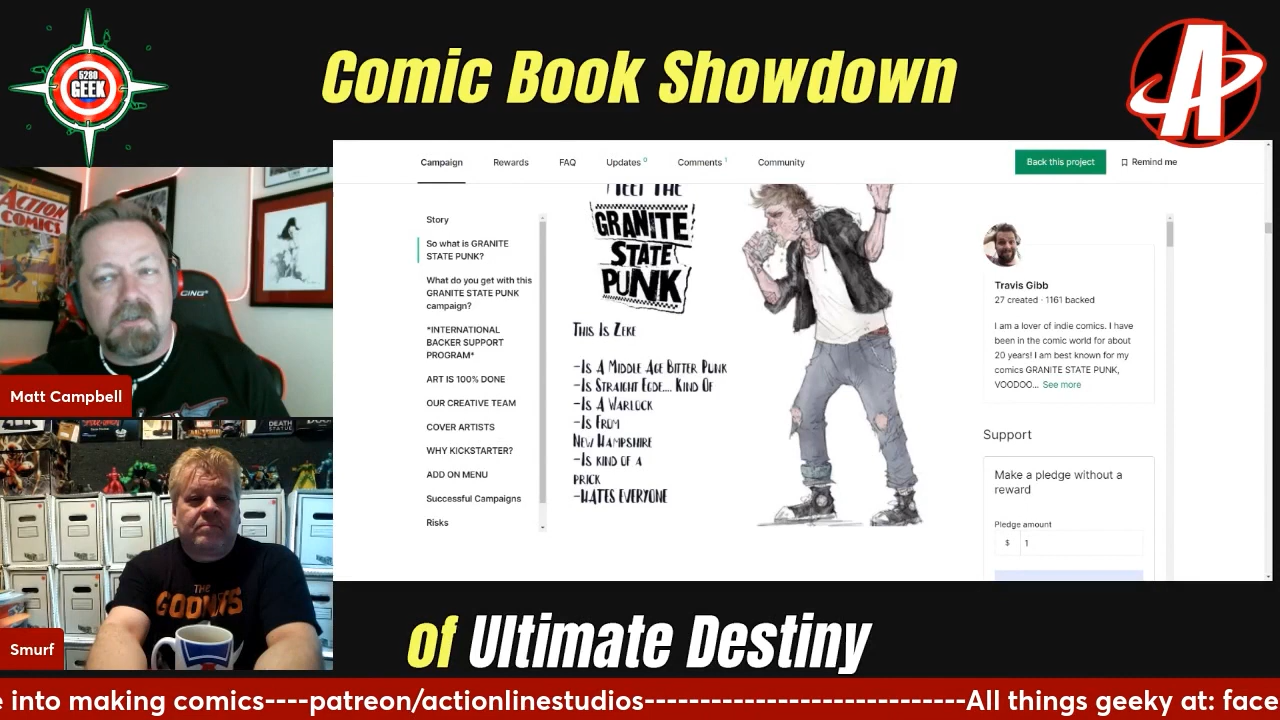 5280
GEEK
Comic Book Showdown
A
Campaign
Rewards
FAQ
Updates 0
Comments 1
Community
Back this project
Remind me
ACTION
COMICS
Matt Campbell
DEATH
STATUE
THE
GOONIES
Smurf
Story
So what is GRANITE
STATE PUNK?
What do you get with this
GRANITE STATE PUNK
campaign?
*INTERNATIONAL
BACKER SUPPORT
PROGRAM*
ART IS 100% DONE
OUR CREATIVE TEAM
COVER ARTISTS
WHY KICKSTARTER?
ADD ON MENU
Successful Campaigns
Risks
MEET THE
GRANITE
STATE
PUNK
THIS IS ZEKE
-IS A MIDDLE AGE BITTER PUNK
-IS STRAIGHT EDGE.... KIND OF
-IS A WARLOCK
-IS FROM
NEW HAMPSHIRE
-IS KIND OF A
PRICK
-HATES EVERYONE
Travis Gibb
27 created · 1161 backed
I am a lover of indie comics. I have
been in the comic world for about
20 years! I am best known for my
comics GRANITE STATE PUNK,
VOODOO... See more
Support
Make a pledge without a
reward
Pledge amount
$ 1
of Ultimate Destiny
e into making comics----patreon/actionlinestudios---------------------------All things geeky at: face